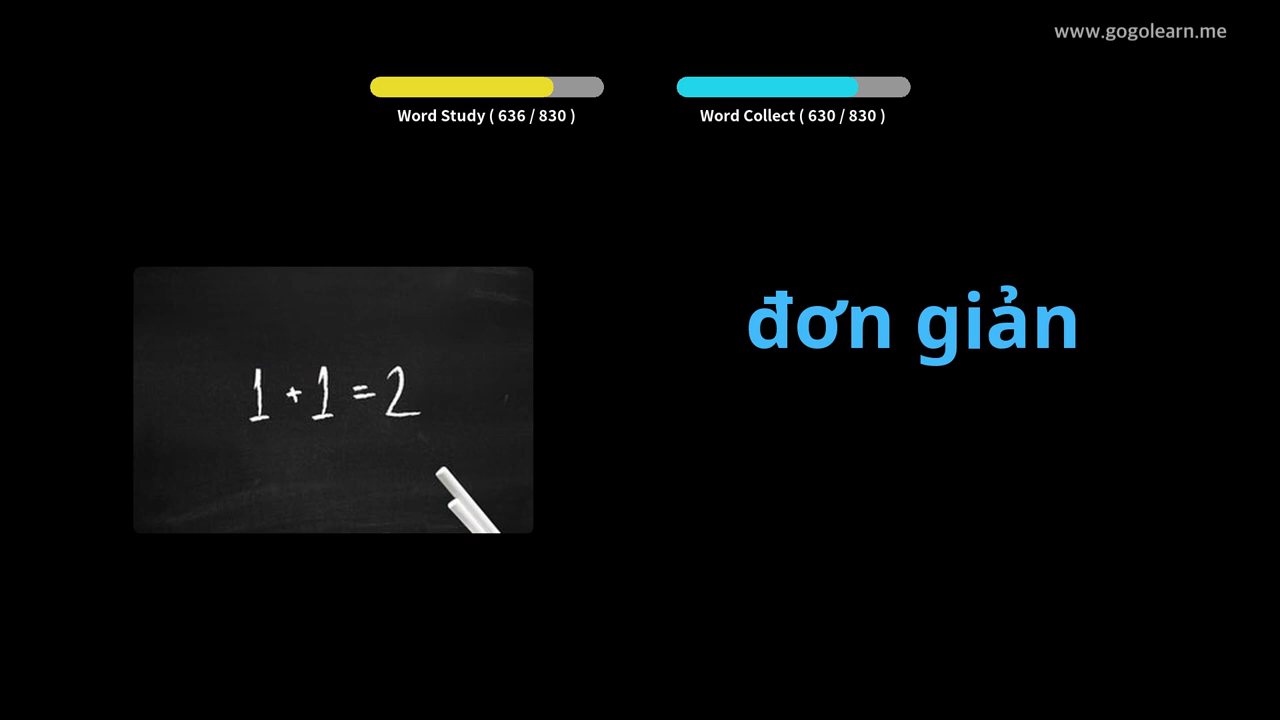 www.gogolearn.me
Word Study ( 636 / 830 )
Word Collect ( 630 / 830 )
đơn giản
1 + 1 = 2